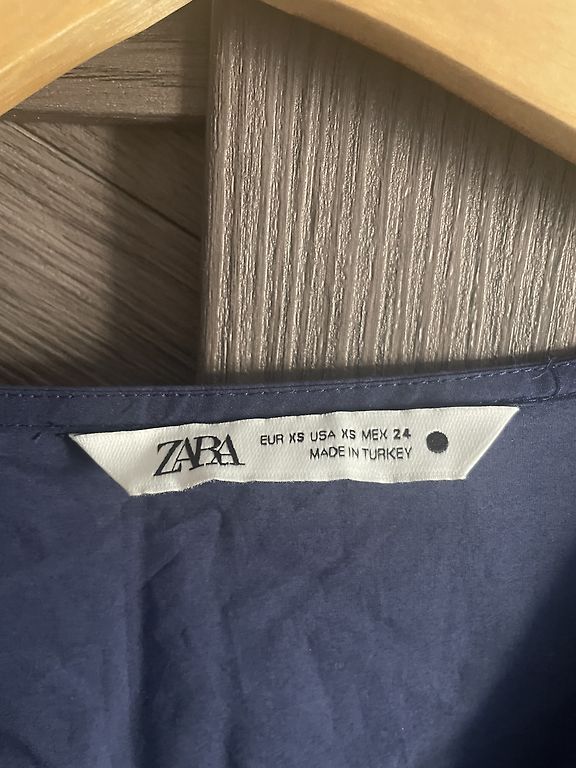 ZARA
EUR XS USA XS MEX 24
MADE IN TURKEY